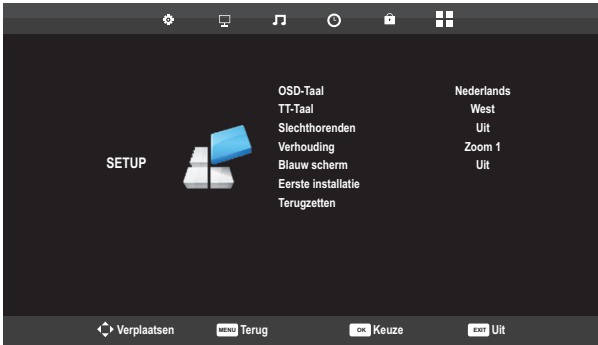 OSD-Taal Nederlands
TT-Taal West
Slechthorenden Uit
Verhouding Zoom 1
SETUP
Blauw scherm Uit
Eerste installatie
Terugzetten
Verplaatsen MENU Terug OK Keuze EXIT Uit